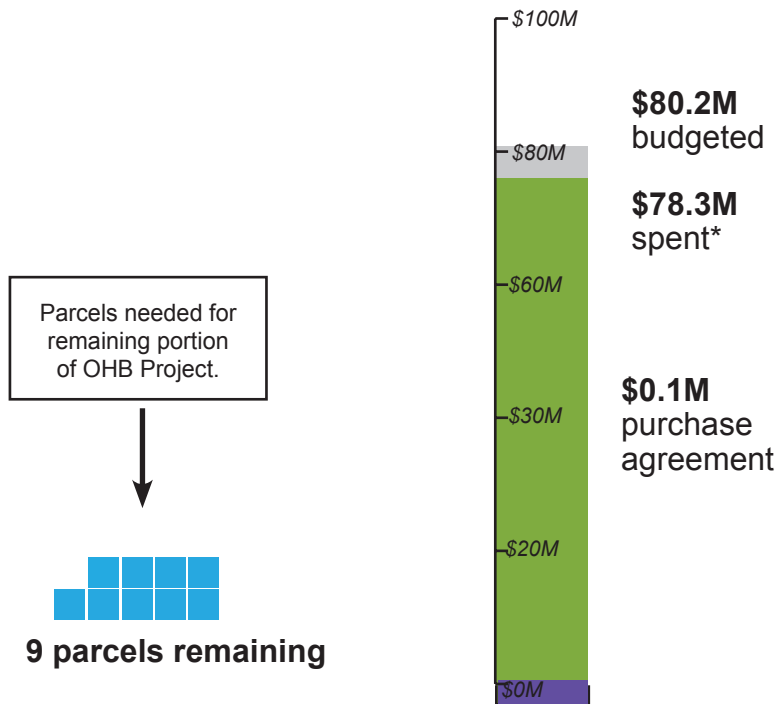 $100M
$80.2M
budgeted
$80M
$78.3M
spent*
$60M
Parcels needed for
remaining portion
of OHB Project.
$0.1M
purchase
agreement
$30M
$20M
9 parcels remaining
$0M